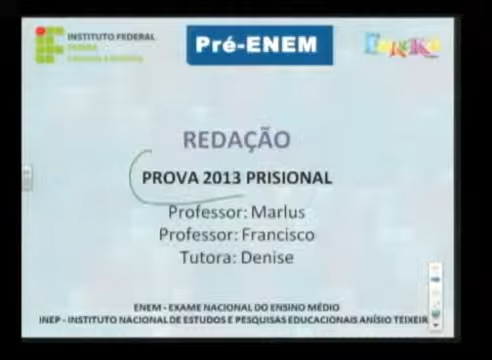 INSTITUTO FEDERAL
Pré-ENEM
REDAÇÃO
PROVA 2013 PRISIONAL
Professor: Marlus
Professor: Francisco
Tutora: Denise
ENEM - EXAME NACIONAL DO ENSINO MÉDIO
INEP - INSTITUTO NACIONAL DE ESTUDOS E PESQUISAS EDUCACIONAIS ANÍSIO TEIXEIR